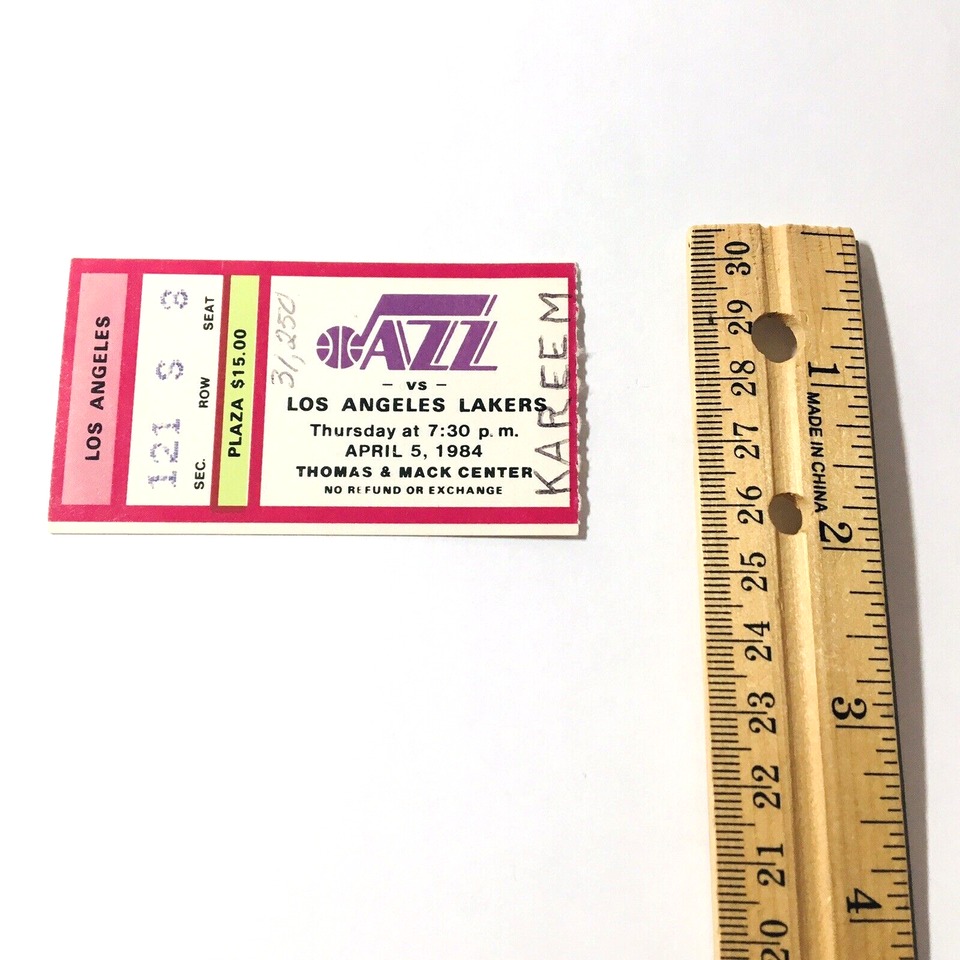 LOS ANGELES
121 S 8
SEC. ROW SEAT
PLAZA $15.00
31,250
JAZZ
- VS -
LOS ANGELES LAKERS
Thursday at 7:30 p.m.
APRIL 5, 1984
THOMAS & MACK CENTER
NO REFUND OR EXCHANGE
KAREEM
30
29
28
27
26
25
24
23
22
21
20
1
MADE IN CHINA
2
3
4